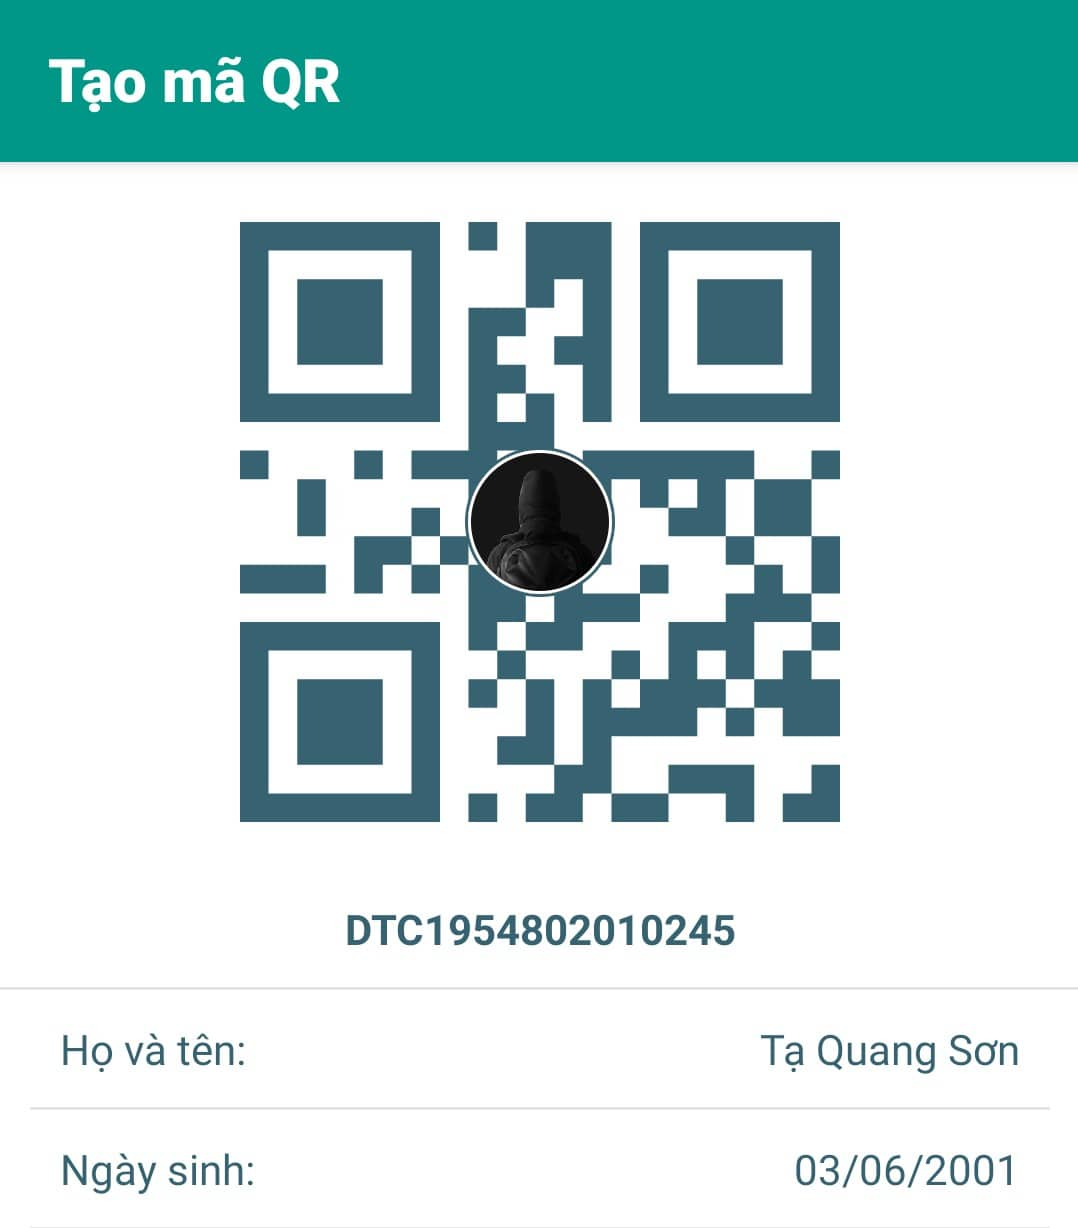 Tạo mã QR
DTC1954802010245
Họ và tên: Tạ Quang Sơn
Ngày sinh: 03/06/2001